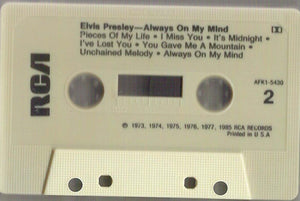 Elvis Presley—Always On My Mind
Pieces Of My Life • I Miss You • It's Midnight •
I've Lost You • You Gave Me A Mountain •
Unchained Melody • Always On My Mind
AFK1-5430
2
RCA
℗ 1973, 1974, 1975, 1976, 1977, 1985 RCA RECORDS
Printed in U S A